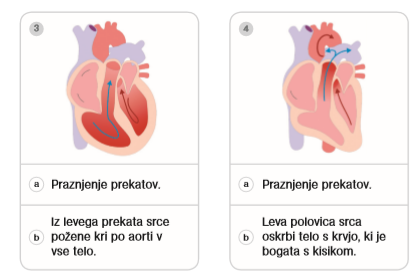 3
a Praznjenje prekatov.
b Iz levega prekata srce
požene kri po aorti v
vse telo.
4
a Praznjenje prekatov.
b Leva polovica srca
oskrbi telo s krvjo, ki je
bogata s kisikom.